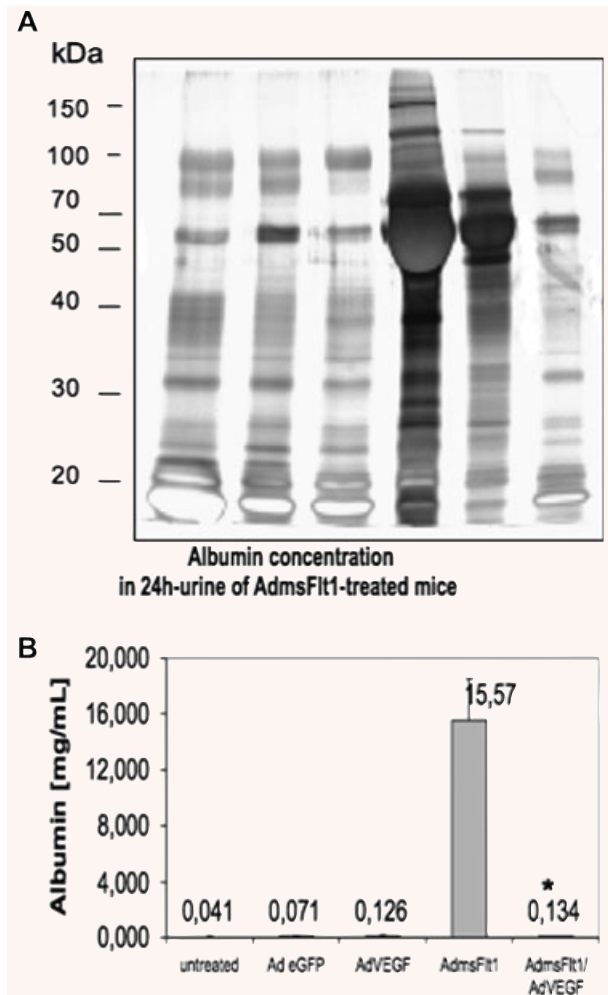 A
kDa
150
100
70
50
40
30
20
Albumin concentration
in 24h-urine of AdmsFlt1-treated mice
B
Albumin [mg/mL]
20,000
16,000
12,000
8,000
4,000
0,000
0,041
0,071
0,126
15,57
*
0,134
untreated
Ad eGFP
AdVEGF
AdmsFlt1
AdmsFlt1/
AdVEGF